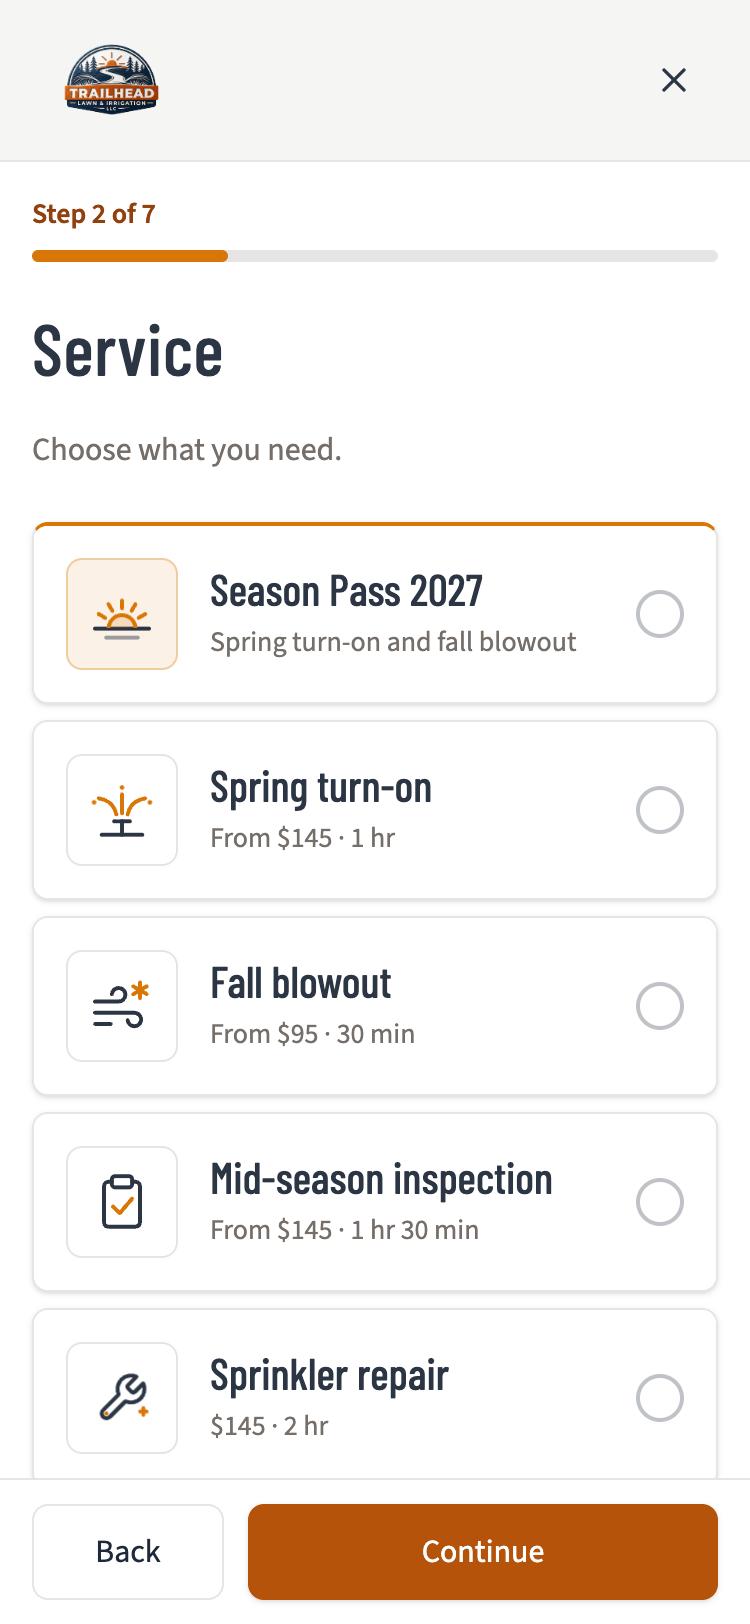 TRAILHEAD
LAWN & IRRIGATION
LLC
Step 2 of 7
Service
Choose what you need.
Season Pass 2027
Spring turn-on and fall blowout
Spring turn-on
From $145 · 1 hr
Fall blowout
From $95 · 30 min
Mid-season inspection
From $145 · 1 hr 30 min
Sprinkler repair
$145 · 2 hr
Back
Continue